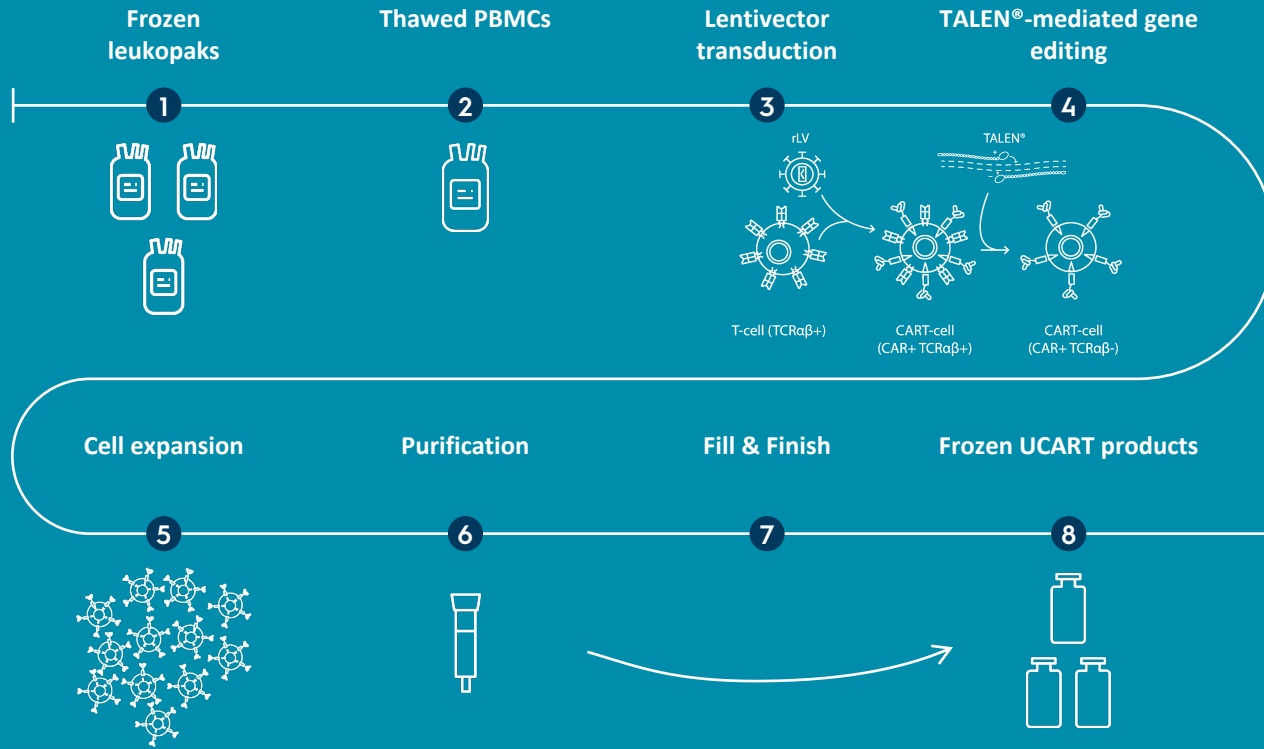 Frozen
leukopaks
Thawed PBMCs
Lentivector
transduction
TALEN®-mediated gene
editing
1
2
3
4
rLV
TALEN®
T-cell (TCRαβ+)
CART-cell
(CAR+ TCRαβ+)
CART-cell
(CAR+ TCRαβ-)
Cell expansion
Purification
Fill & Finish
Frozen UCART products
5
6
7
8